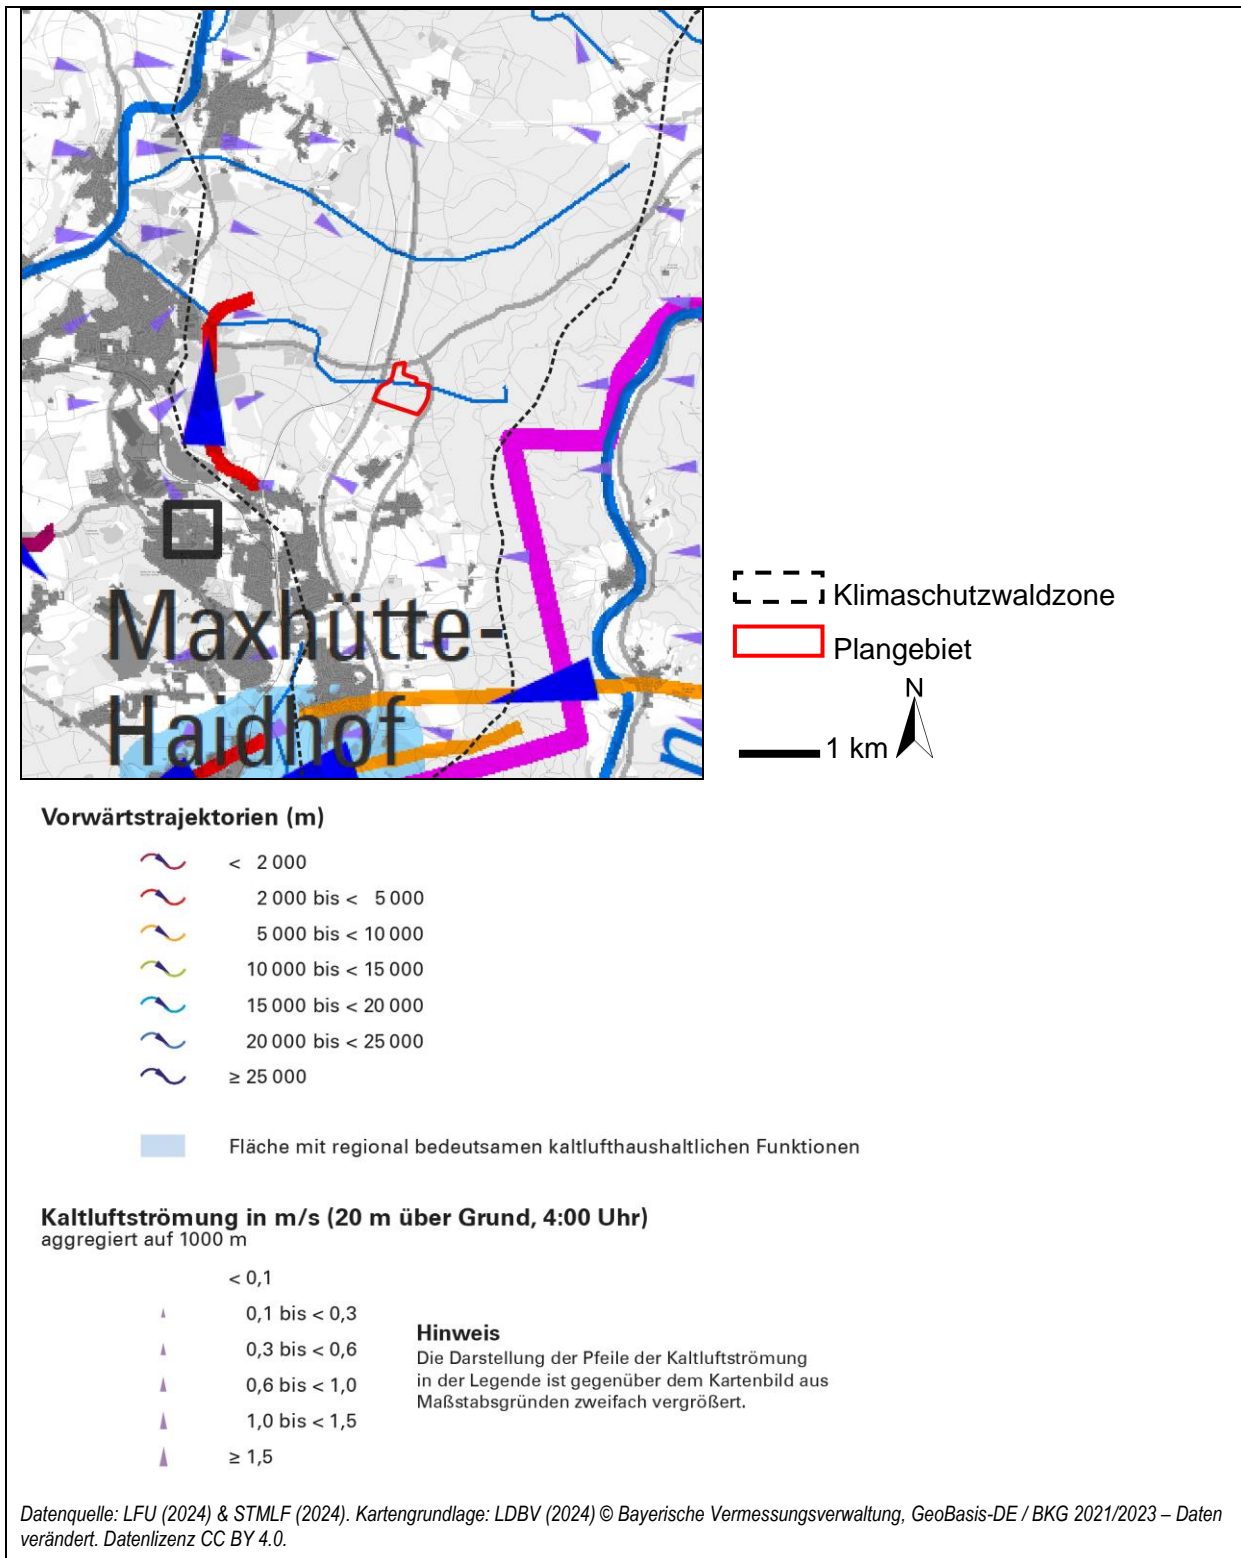 Maxhütte-
Haidhof
n
Klimaschutzwaldzone
Plangebiet
N
1 km
Vorwärtstrajektorien (m)
< 2 000
2 000 bis < 5 000
5 000 bis < 10 000
10 000 bis < 15 000
15 000 bis < 20 000
20 000 bis < 25 000
≥ 25 000
Fläche mit regional bedeutsamen kaltlufthaushaltlichen Funktionen
Kaltluftströmung in m/s (20 m über Grund, 4:00 Uhr)
aggregiert auf 1000 m
< 0,1
0,1 bis < 0,3
0,3 bis < 0,6
0,6 bis < 1,0
1,0 bis < 1,5
≥ 1,5
Hinweis
Die Darstellung der Pfeile der Kaltluftströmung
in der Legende ist gegenüber dem Kartenbild aus
Maßstabsgründen zweifach vergrößert.
Datenquelle: LFU (2024) & STMLF (2024). Kartengrundlage: LDBV (2024) © Bayerische Vermessungsverwaltung, GeoBasis-DE / BKG 2021/2023 – Daten
verändert. Datenlizenz CC BY 4.0.